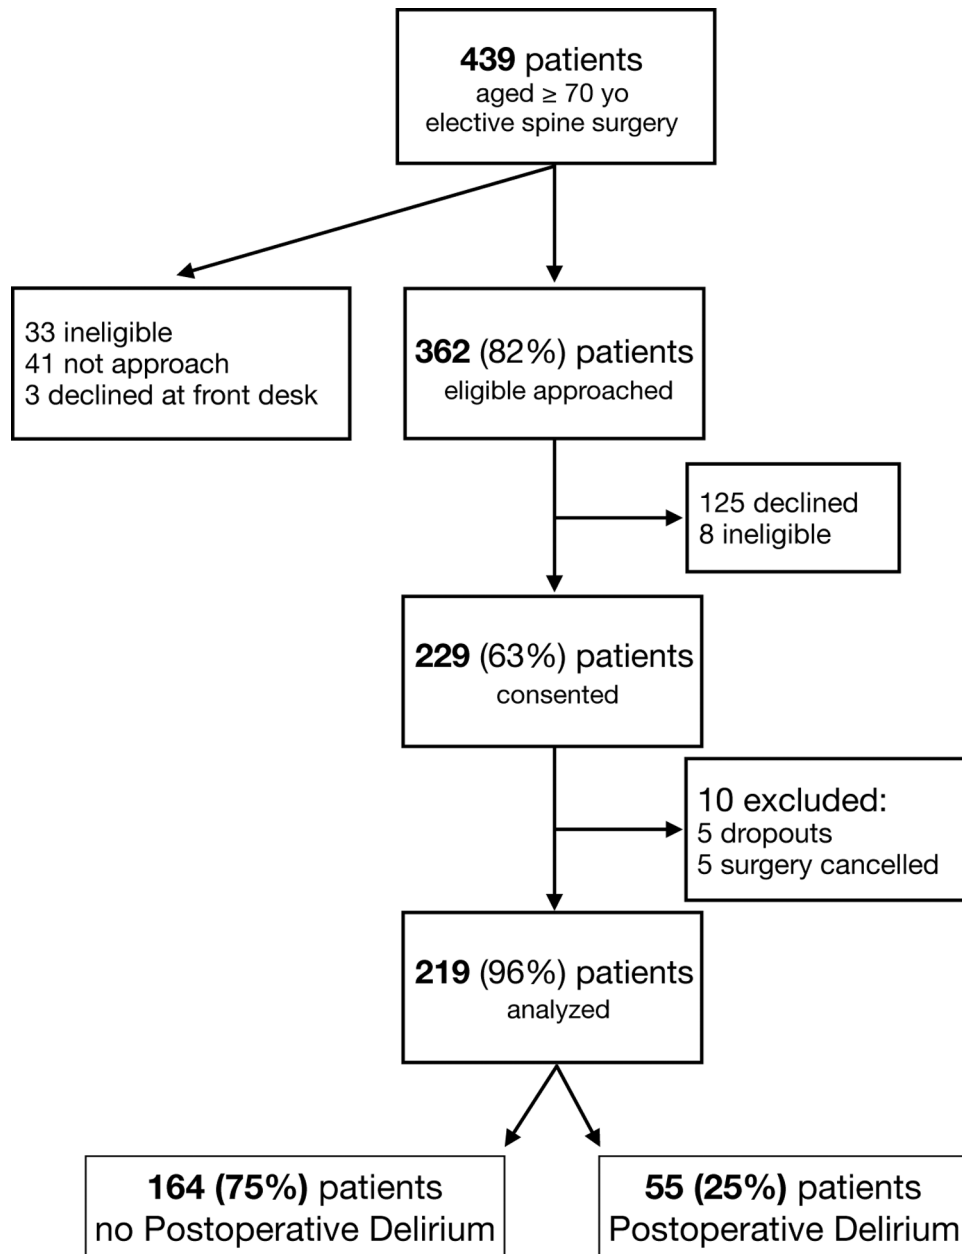 439 patients
aged ≥ 70 yo
elective spine surgery
33 ineligible
41 not approach
3 declined at front desk
362 (82%) patients
eligible approached
125 declined
8 ineligible
229 (63%) patients
consented
10 excluded:
5 dropouts
5 surgery cancelled
219 (96%) patients
analyzed
164 (75%) patients
no Postoperative Delirium
55 (25%) patients
Postoperative Delirium